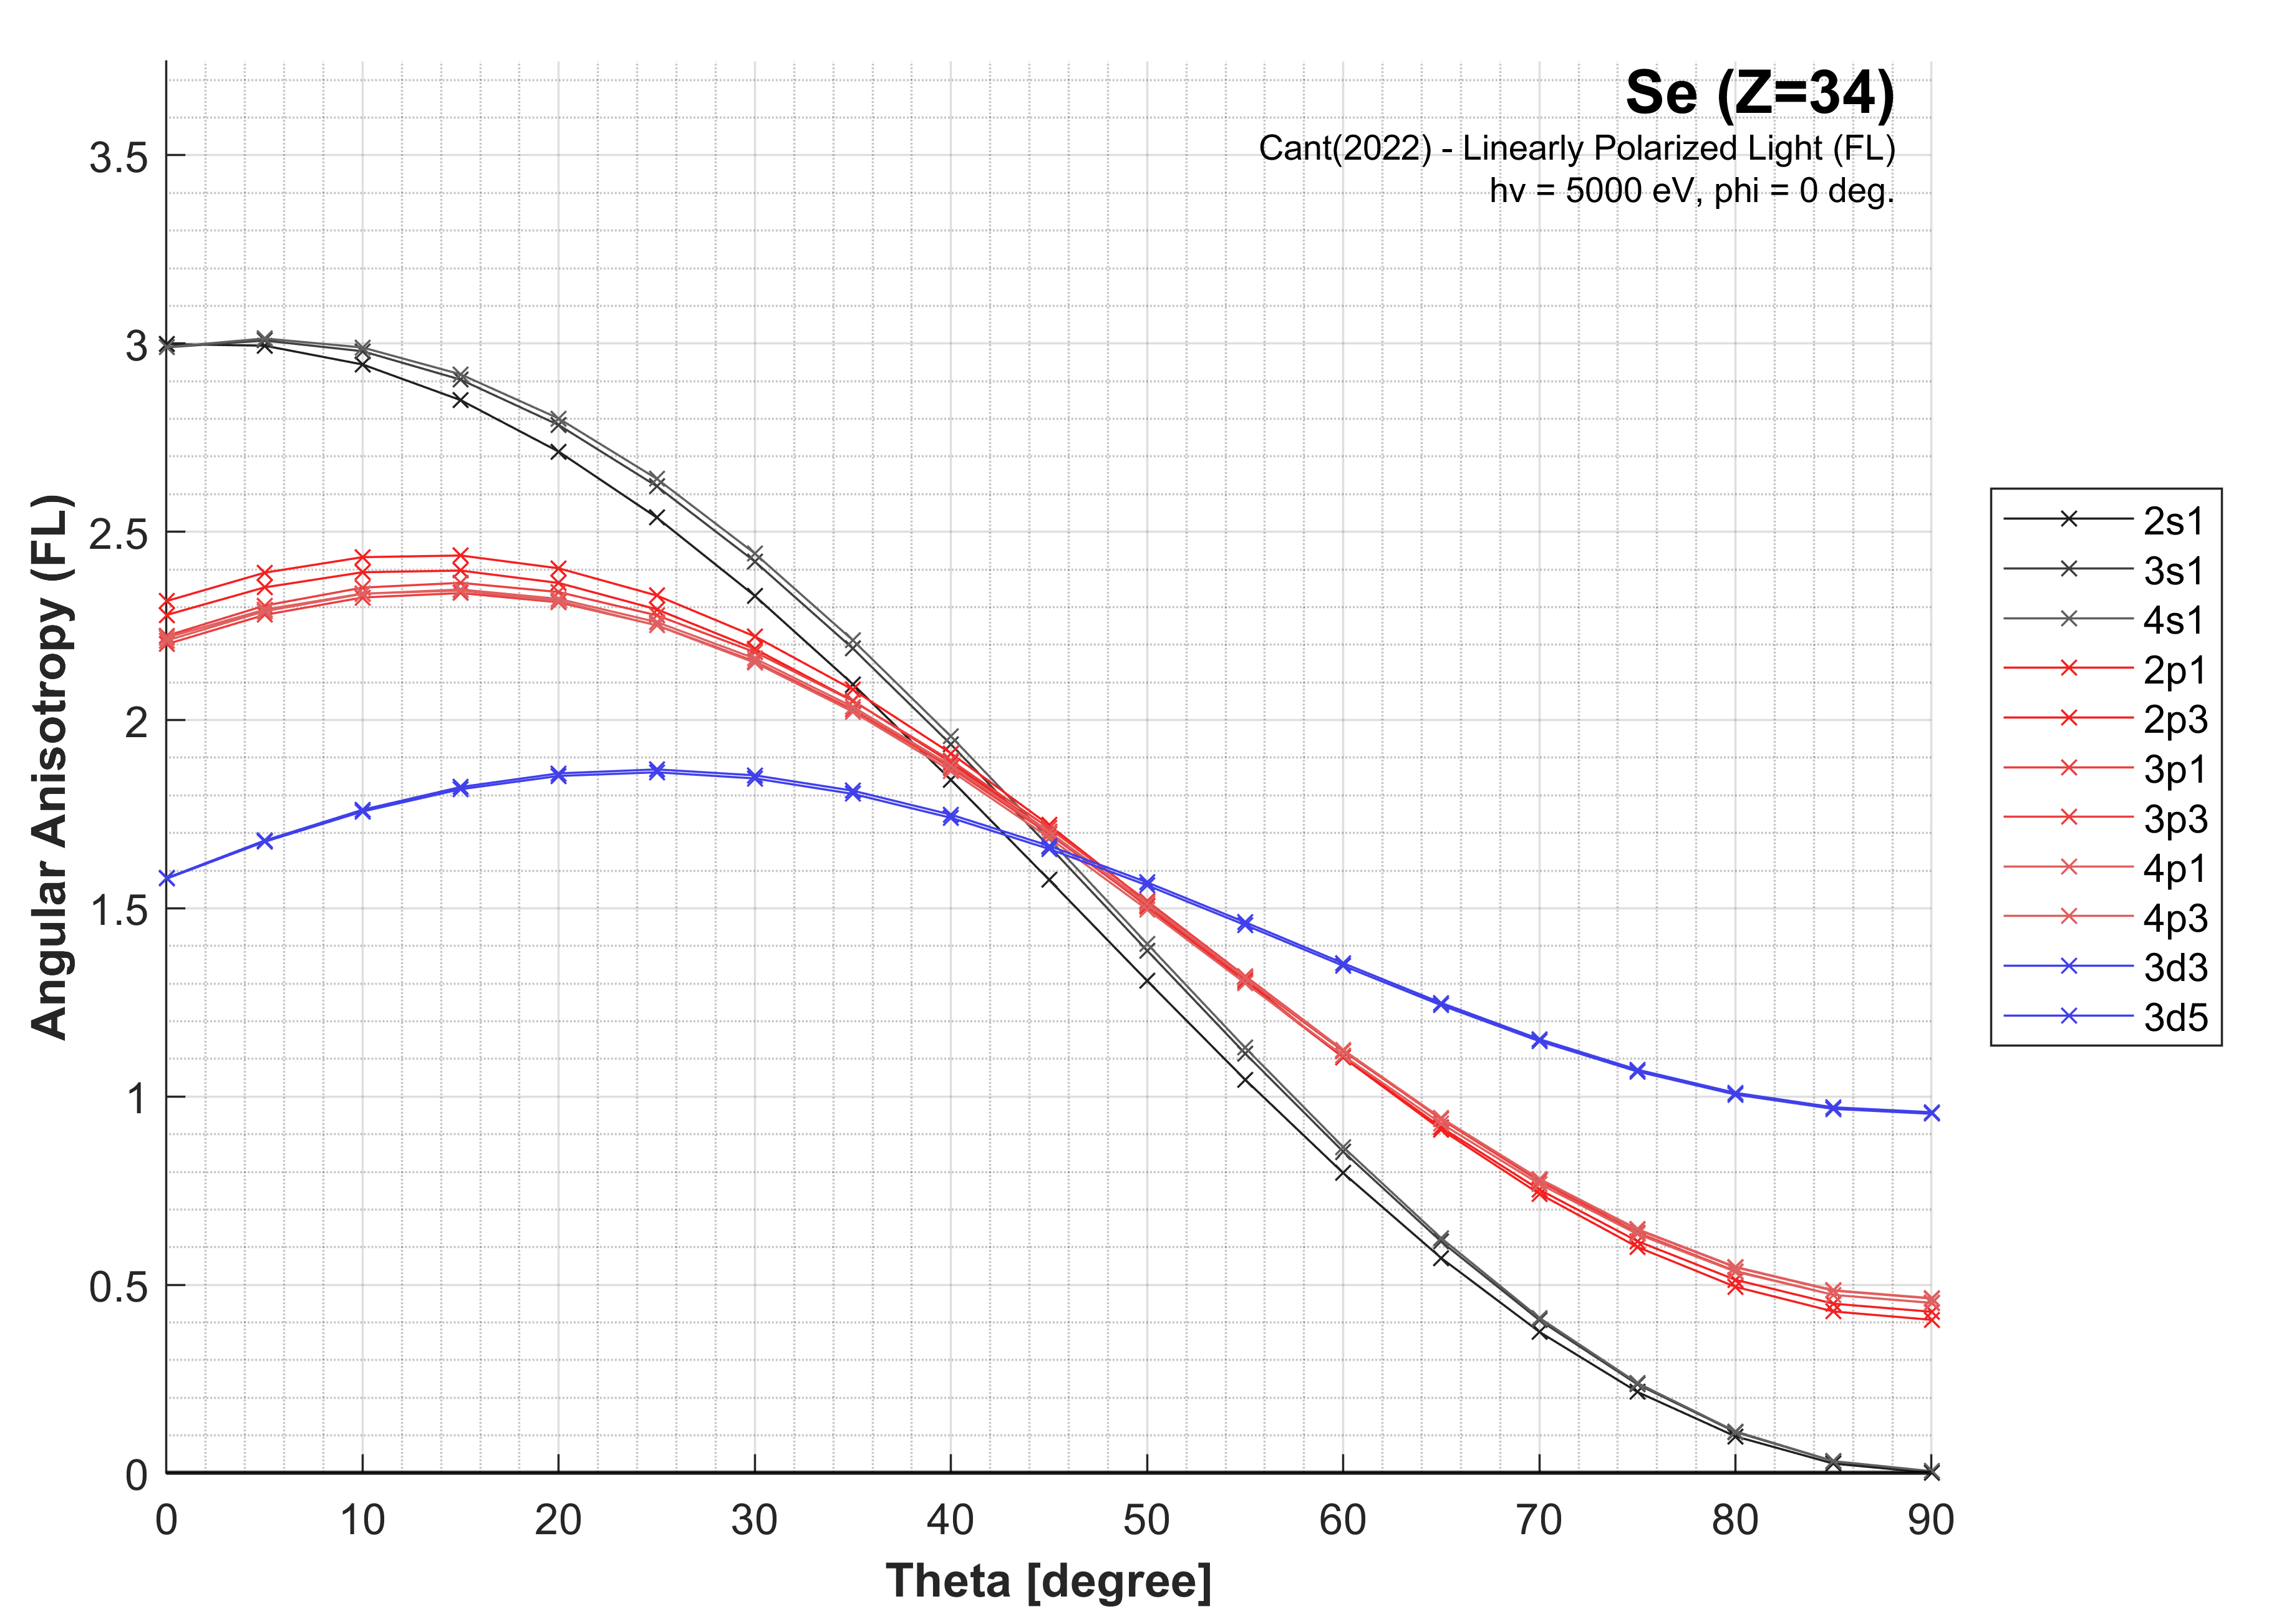 Se (Z=34)
Cant(2022) - Linearly Polarized Light (FL)
hv = 5000 eV, phi = 0 deg.
Angular Anisotropy (FL)
3.5
3
2.5
2
1.5
1
0.5
0
0 10 20 30 40 50 60 70 80 90
Theta [degree]
2s1
3s1
4s1
2p1
2p3
3p1
3p3
4p1
4p3
3d3
3d5